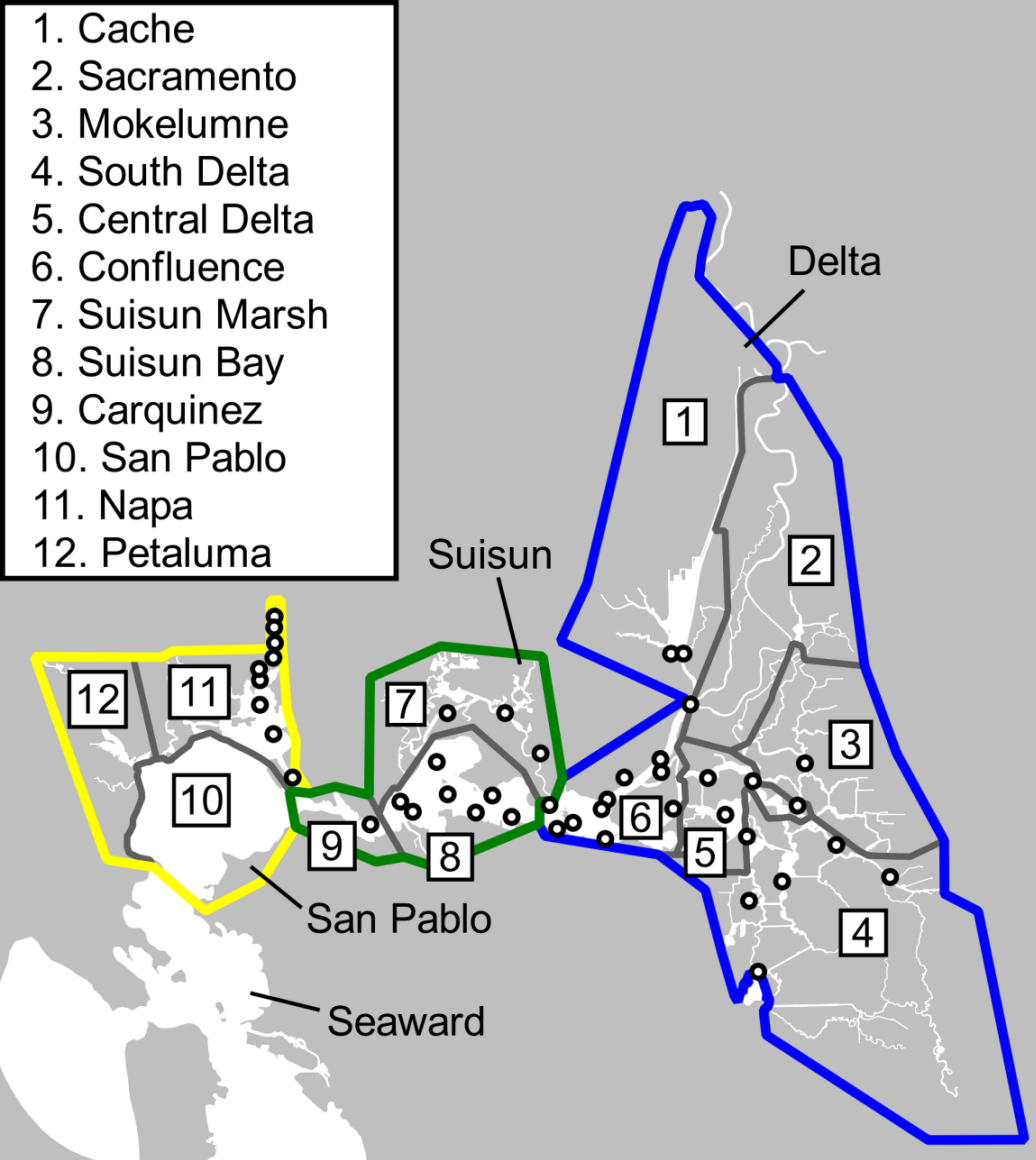 1. Cache
2. Sacramento
3. Mokelumne
4. South Delta
5. Central Delta
6. Confluence
7. Suisun Marsh
8. Suisun Bay
9. Carquinez
10. San Pablo
11. Napa
12. Petaluma
Delta
1
Suisun
2
12
11
7
3
10
6
9
8
5
San Pablo
4
Seaward